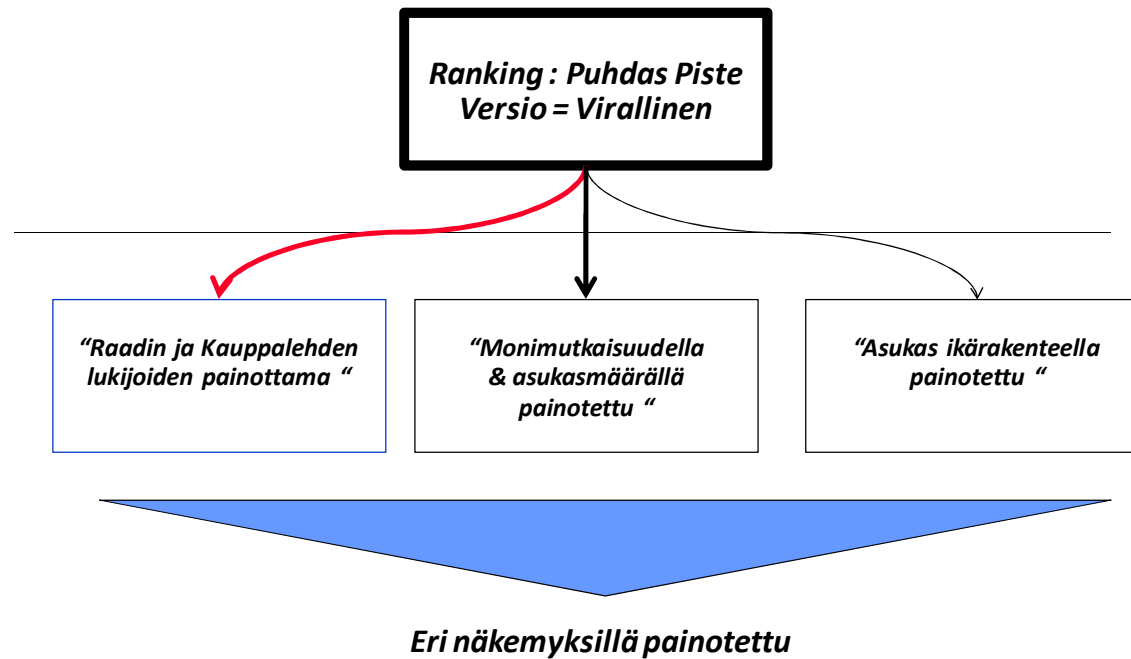 Ranking : Puhdas Piste
Versio = Virallinen
“Raadin ja Kauppalehden
lukijoiden painottama “
“Monimutkaisuudella
& asukasmäärällä
painotettu “
“Asukas ikärakenteella
painotettu “
Eri näkemyksillä painotettu